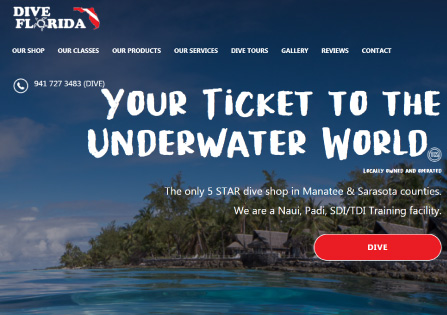 DIVE
FLORIDA
OUR SHOP OUR CLASSES OUR PRODUCTS OUR SERVICES DIVE TOURS GALLERY REVIEWS CONTACT
941 727 3483 (DIVE)
YOUR TICKET TO THE
UNDERWATER WORLD
LOCALLY OWNED AND OPERATED
The only 5 STAR dive shop in Manatee & Sarasota counties.
We are a Naui, Padi, SDI/TDI Training facility.
DIVE